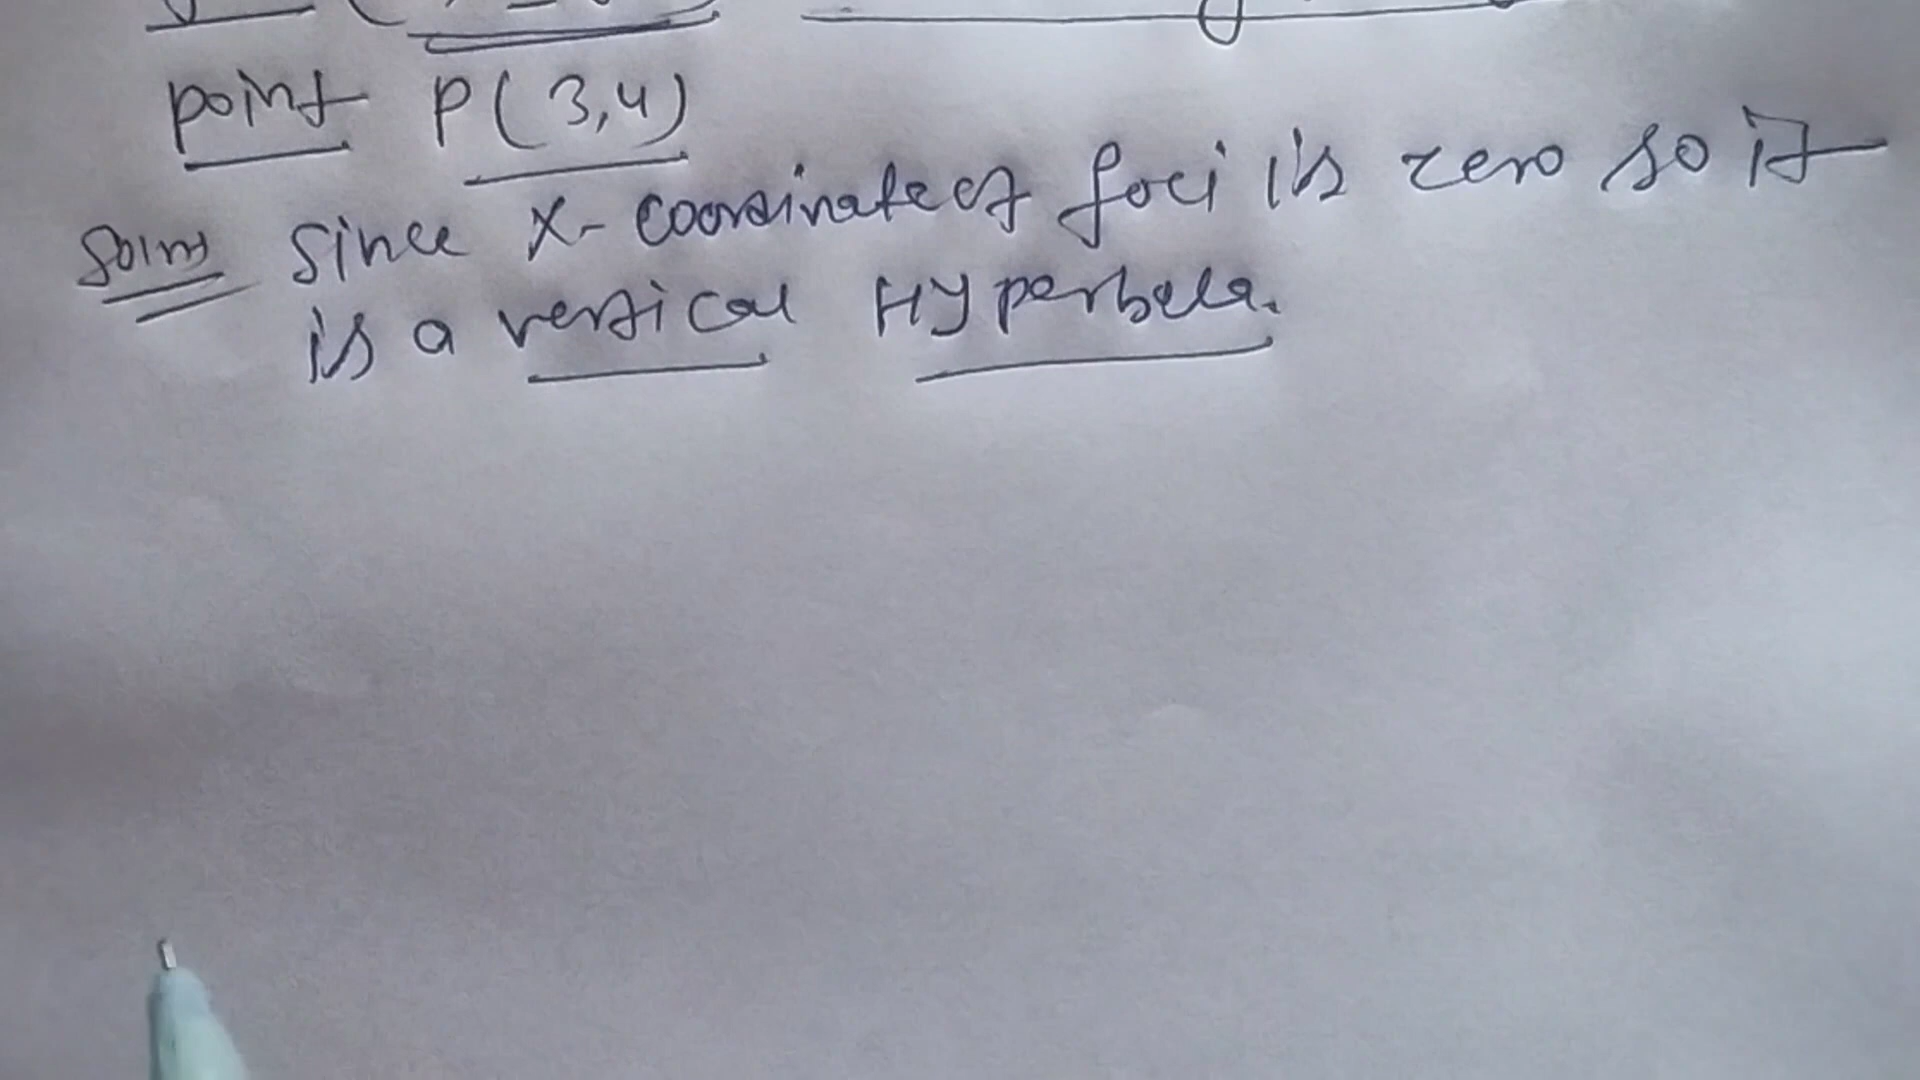 point P(3,4)
Soln Since x-coordinate of foci is zero so it
is a vertical Hyperbola.